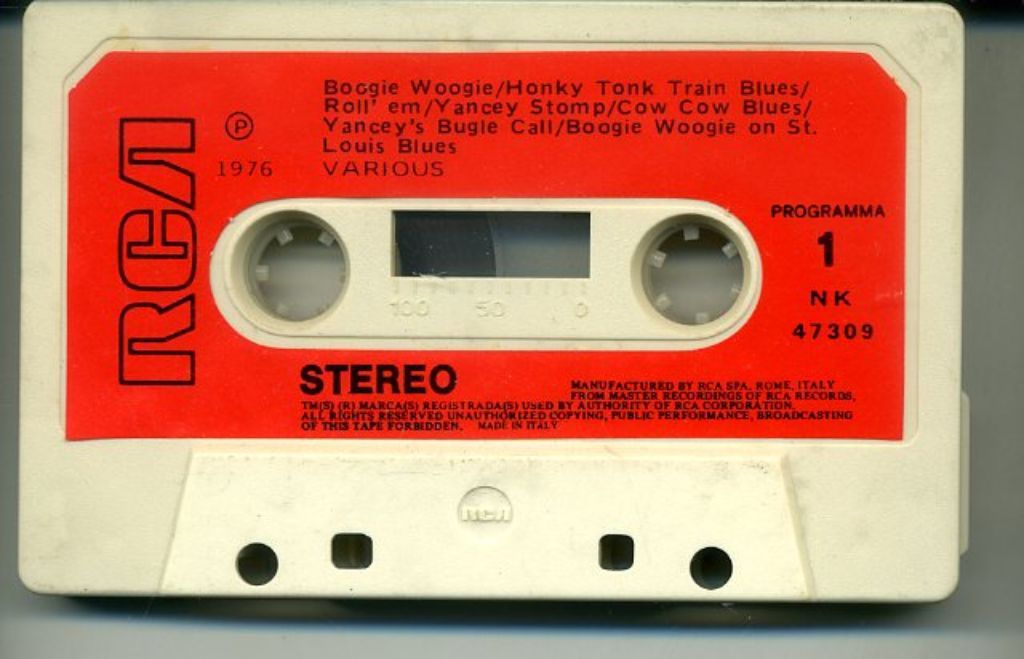 RCA
℗
1976
Boogie Woogie/Honky Tonk Train Blues/
Roll' em/Yancey Stomp/Cow Cow Blues/
Yancey's Bugle Call/Boogie Woogie on St.
Louis Blues
VARIOUS
PROGRAMMA
1
NK
47309
100 50 0
STEREO
MANUFACTURED BY RCA SPA. ROME, ITALY
FROM MASTER RECORDINGS OF RCA RECORDS,
TM(S) (R) MARCA(S) REGISTRADA(S) USED BY AUTHORITY OF RCA CORPORATION.
ALL RIGHTS RESERVED UNAUTHORIZED COPYING, PUBLIC PERFORMANCE, BROADCASTING
OF THIS TAPE FORBIDDEN. MADE IN ITALY
RCA